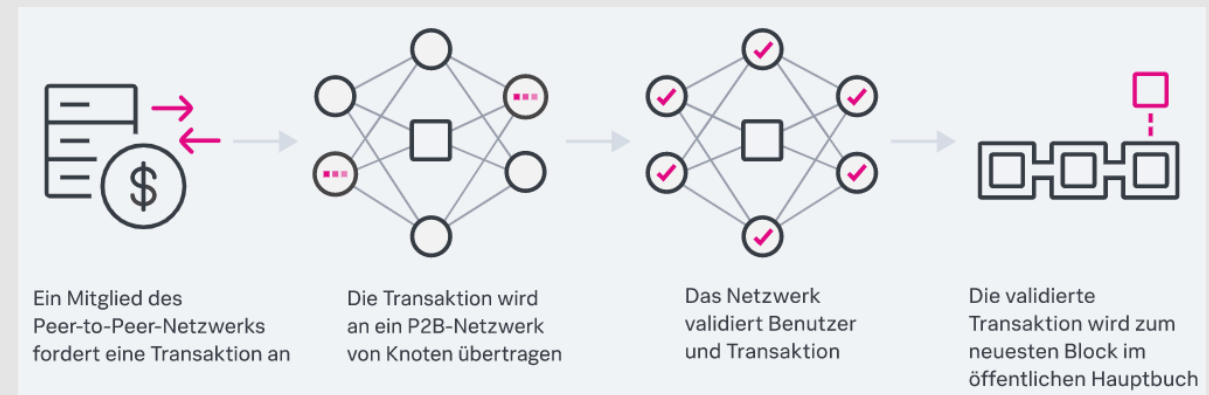 Ein Mitglied des
Peer-to-Peer-Netzwerks
fordert eine Transaktion an
Die Transaktion wird
an ein P2B-Netzwerk
von Knoten übertragen
Das Netzwerk
validiert Benutzer
und Transaktion
Die validierte
Transaktion wird zum
neuesten Block im
öffentlichen Hauptbuch